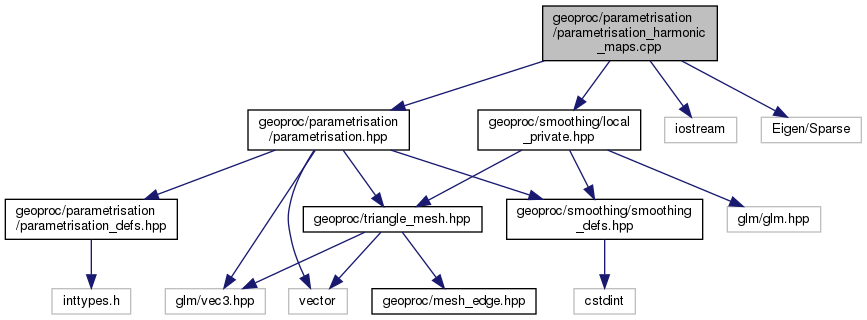 geoproc/parametrisation
/parametrisation_harmonic
_maps.cpp
geoproc/parametrisation
/parametrisation.hpp
geoproc/smoothing/local
_private.hpp
iostream
Eigen/Sparse
geoproc/parametrisation
/parametrisation_defs.hpp
geoproc/triangle_mesh.hpp
geoproc/smoothing/smoothing
_defs.hpp
glm/glm.hpp
inttypes.h
glm/vec3.hpp
vector
geoproc/mesh_edge.hpp
cstdint